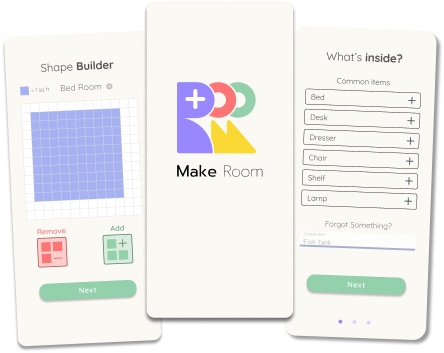 Shape Builder
= 1 sq ft
Bed Room
Remove
Add
Next
Make Room
What's inside?
Common items
Bed
Desk
Dresser
Chair
Shelf
Lamp
Forgot Something?
Fish Tank
Next